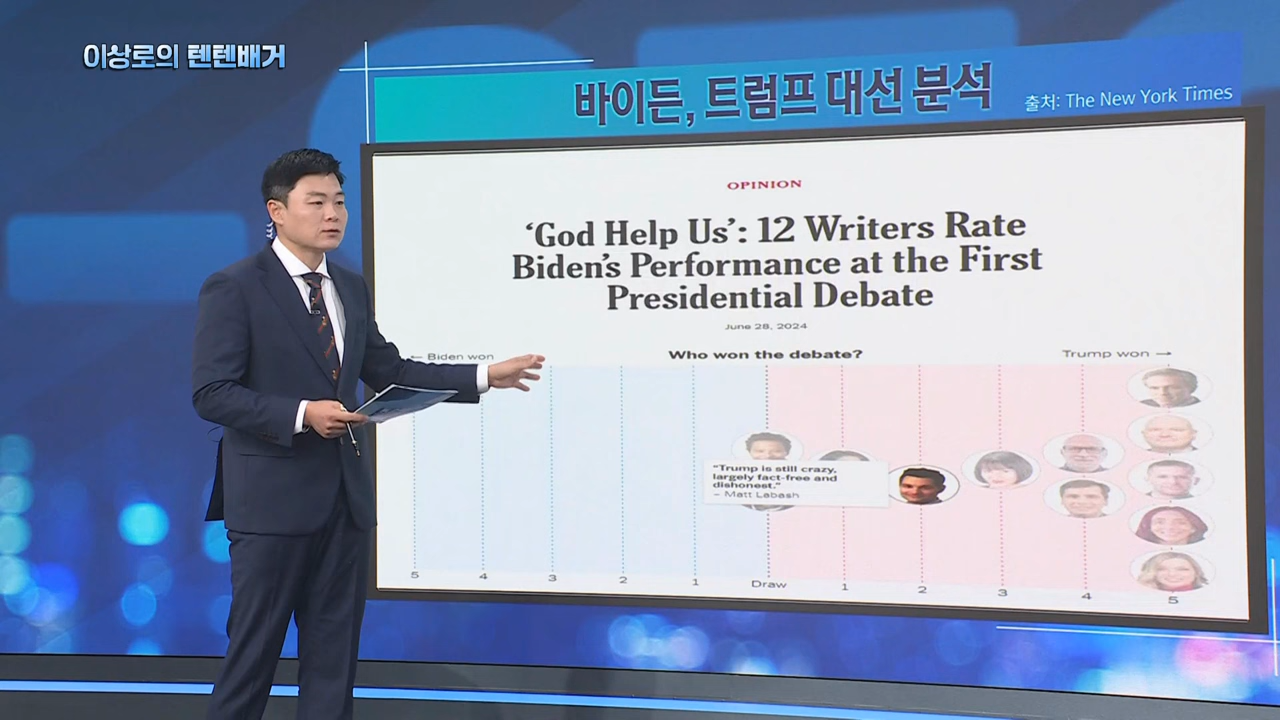 이상로의 텐텐배거
바이든, 트럼프 대선 분석
출처: The New York Times
OPINION
‘God Help Us’: 12 Writers Rate
Biden’s Performance at the First
Presidential Debate
June 28, 2024
← Biden won
Who won the debate?
Trump won →
“Trump is still crazy,
largely fact-free and
dishonest.”
– Matt Labash
5 4 3 2 1 Draw 1 2 3 4 5